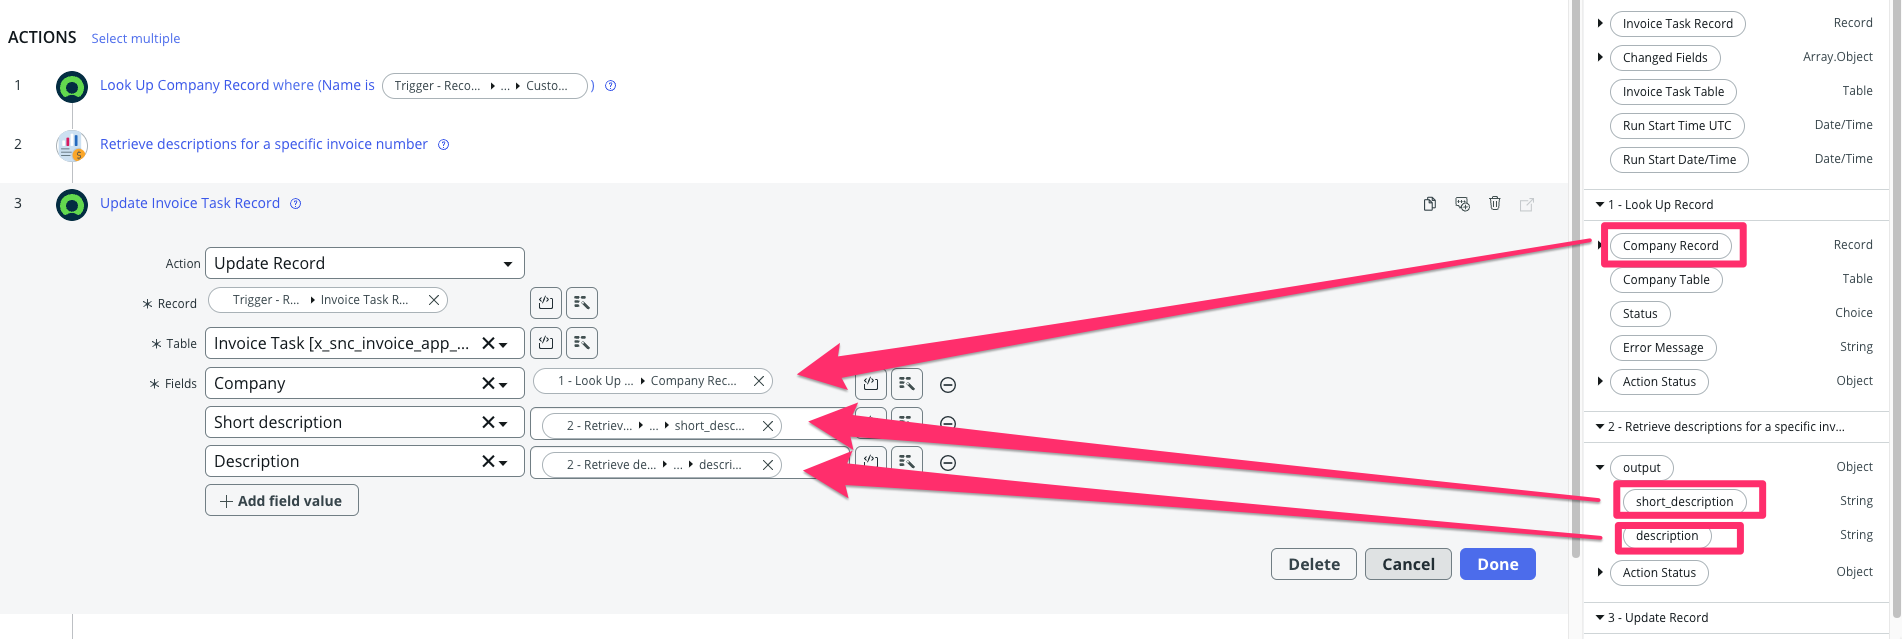 ACTIONS Select multiple
1 Look Up Company Record where (Name is Trigger - Reco... ... Custo... )
2 Retrieve descriptions for a specific invoice number
3 Update Invoice Task Record
Action Update Record
* Record Trigger - R... Invoice Task R...
* Table Invoice Task [x_snc_invoice_app_...
* Fields Company 1 - Look Up ... Company Rec...
Short description 2 - Retriev... ... short_desc...
Description 2 - Retrieve de... ... descri...
+ Add field value
Delete Cancel Done
Invoice Task Record Record
Changed Fields Array.Object
Invoice Task Table Table
Run Start Time UTC Date/Time
Run Start Date/Time Date/Time
1 - Look Up Record
Company Record Record
Company Table Table
Status Choice
Error Message String
Action Status Object
2 - Retrieve descriptions for a specific inv...
output Object
short_description String
description String
Action Status Object
3 - Update Record